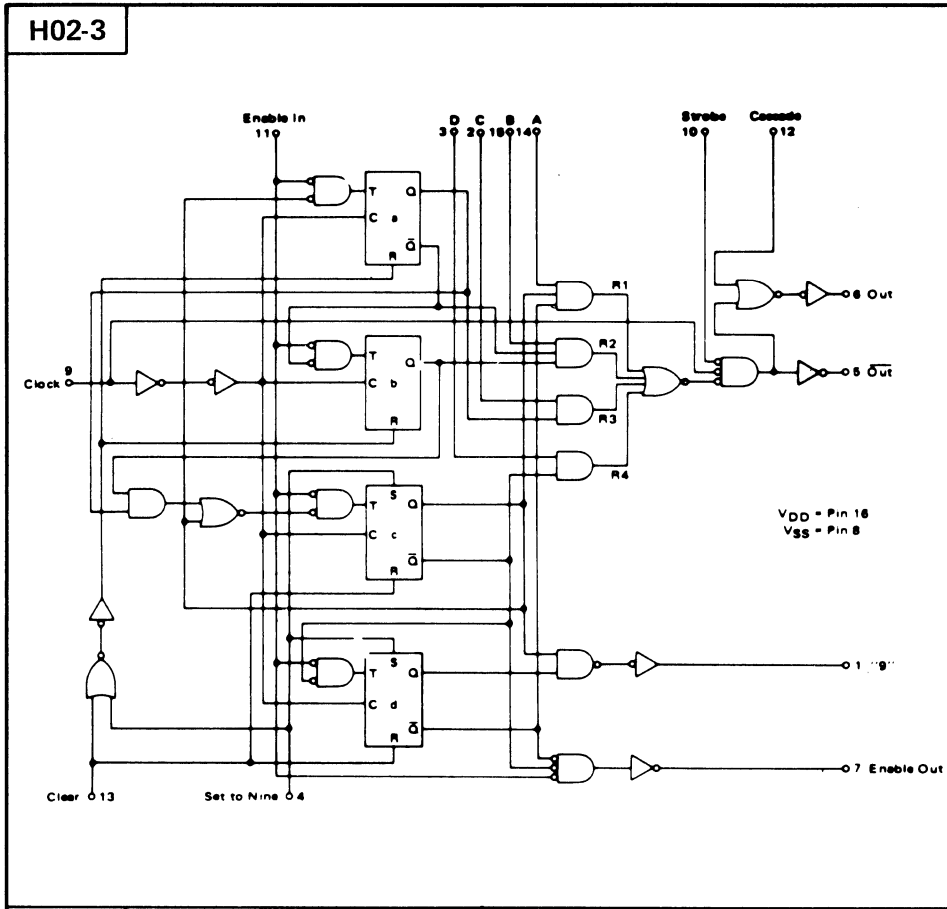 H02-3
Enable In
11
D
3
C
2
B
15
A
14
Strobe
10
Cascade
12
T Q
C a
R Q̅
R1
6 Out
T Q
C b
R
R2
Clock 9
5 O̅u̅t̅
R3
R4
S
T Q
C c
R Q̅
VDD = Pin 16
VSS = Pin 8
S
T Q
C d
R Q̅
1 "9"
7 Enable Out
Clear 13
Set to Nine 4